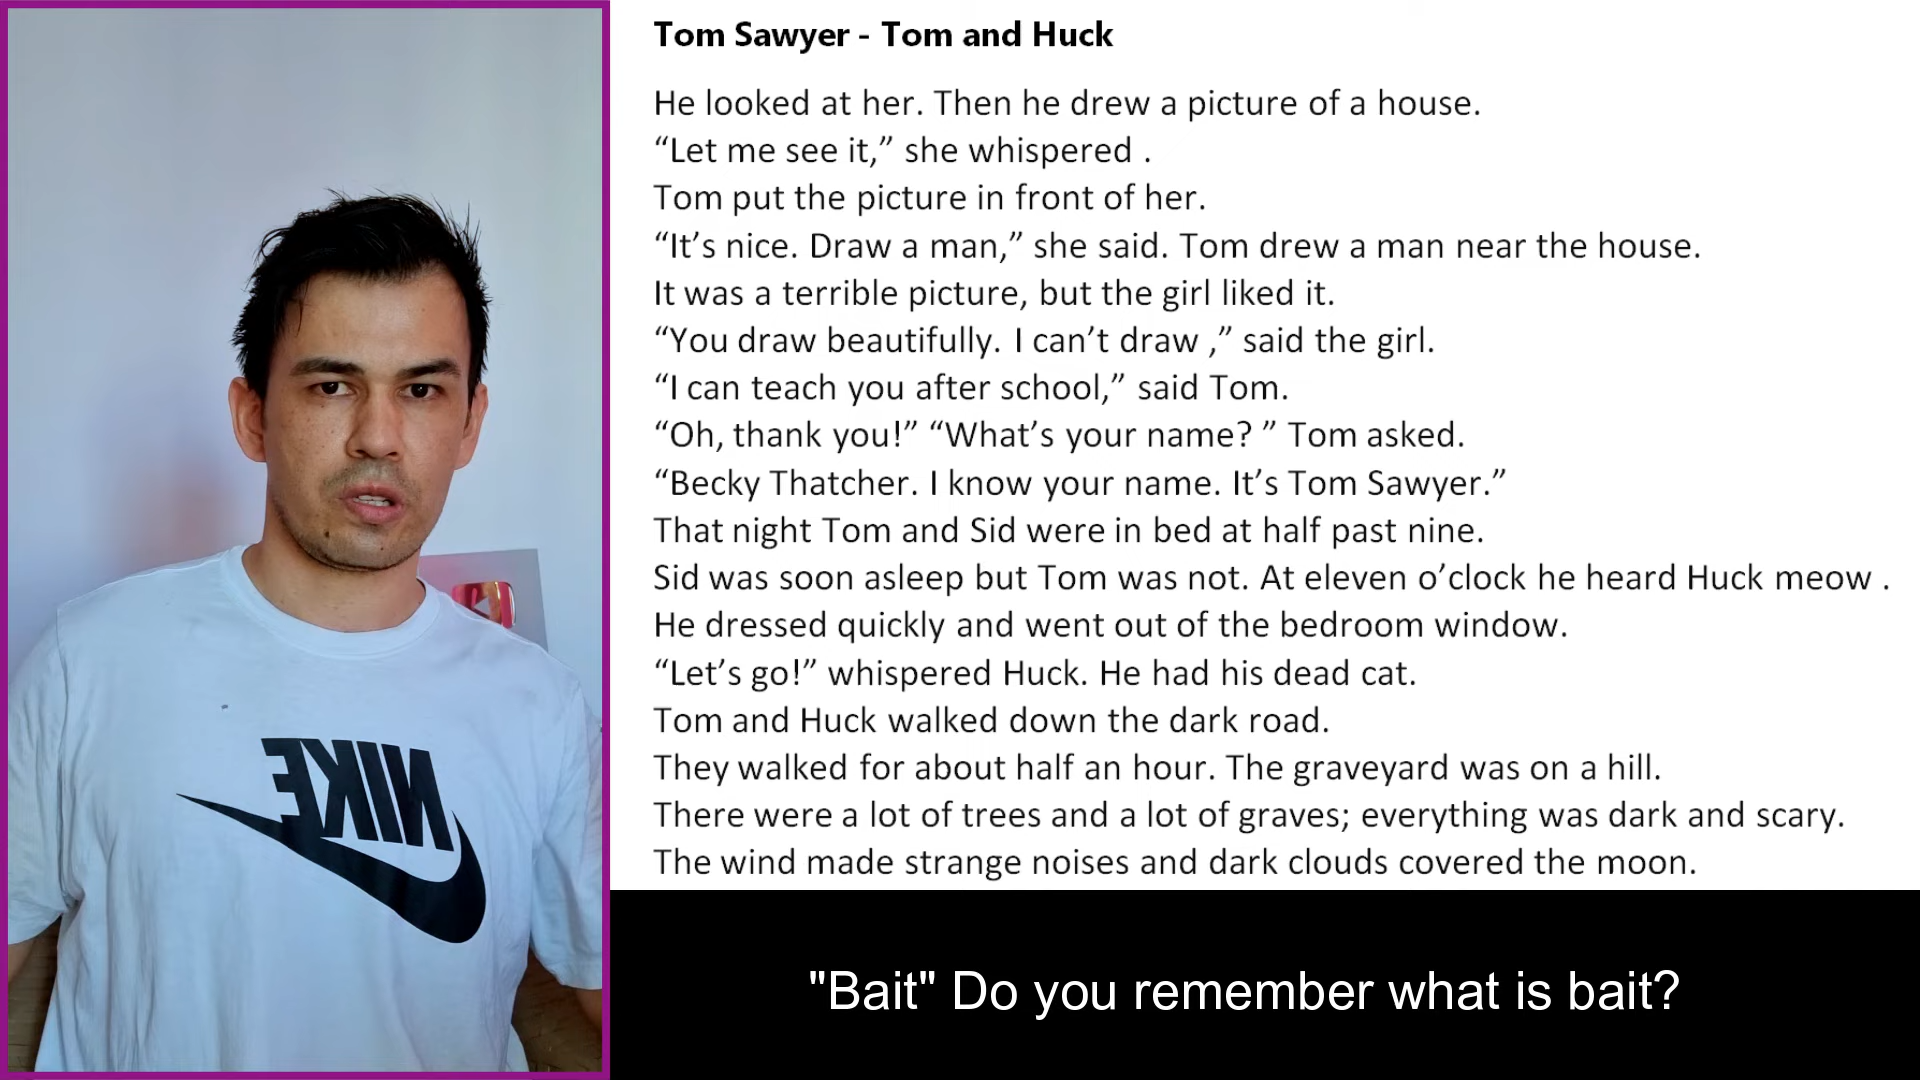 Tom Sawyer - Tom and Huck
He looked at her. Then he drew a picture of a house.
“Let me see it,” she whispered .
Tom put the picture in front of her.
“It’s nice. Draw a man,” she said. Tom drew a man near the house.
It was a terrible picture, but the girl liked it.
“You draw beautifully. I can’t draw ,” said the girl.
“I can teach you after school,” said Tom.
“Oh, thank you!” “What’s your name? ” Tom asked.
“Becky Thatcher. I know your name. It’s Tom Sawyer.”
That night Tom and Sid were in bed at half past nine.
Sid was soon asleep but Tom was not. At eleven o’clock he heard Huck meow .
He dressed quickly and went out of the bedroom window.
“Let’s go!” whispered Huck. He had his dead cat.
Tom and Huck walked down the dark road.
They walked for about half an hour. The graveyard was on a hill.
There were a lot of trees and a lot of graves; everything was dark and scary.
The wind made strange noises and dark clouds covered the moon.
NIKE
"Bait" Do you remember what is bait?